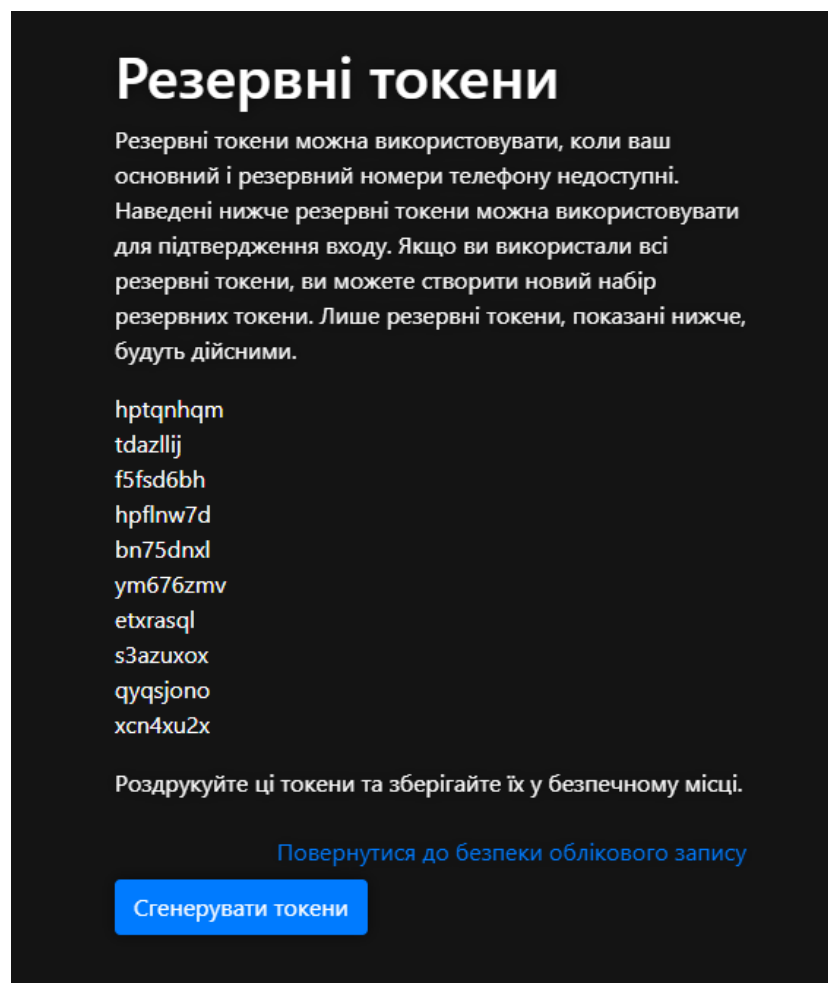 Резервні токени
Резервні токени можна використовувати, коли ваш
основний і резервний номери телефону недоступні.
Наведені нижче резервні токени можна використовувати
для підтвердження входу. Якщо ви використали всі
резервні токени, ви можете створити новий набір
резервних токени. Лише резервні токени, показані нижче,
будуть дійсними.
hptqnhqm
tdazllij
f5fsd6bh
hpflnw7d
bn75dnxl
ym676zmv
etxrasql
s3azuxox
qyqsjono
xcn4xu2x
Роздрукуйте ці токени та зберігайте їх у безпечному місці.
Повернутися до безпеки облікового запису
Сгенерувати токени